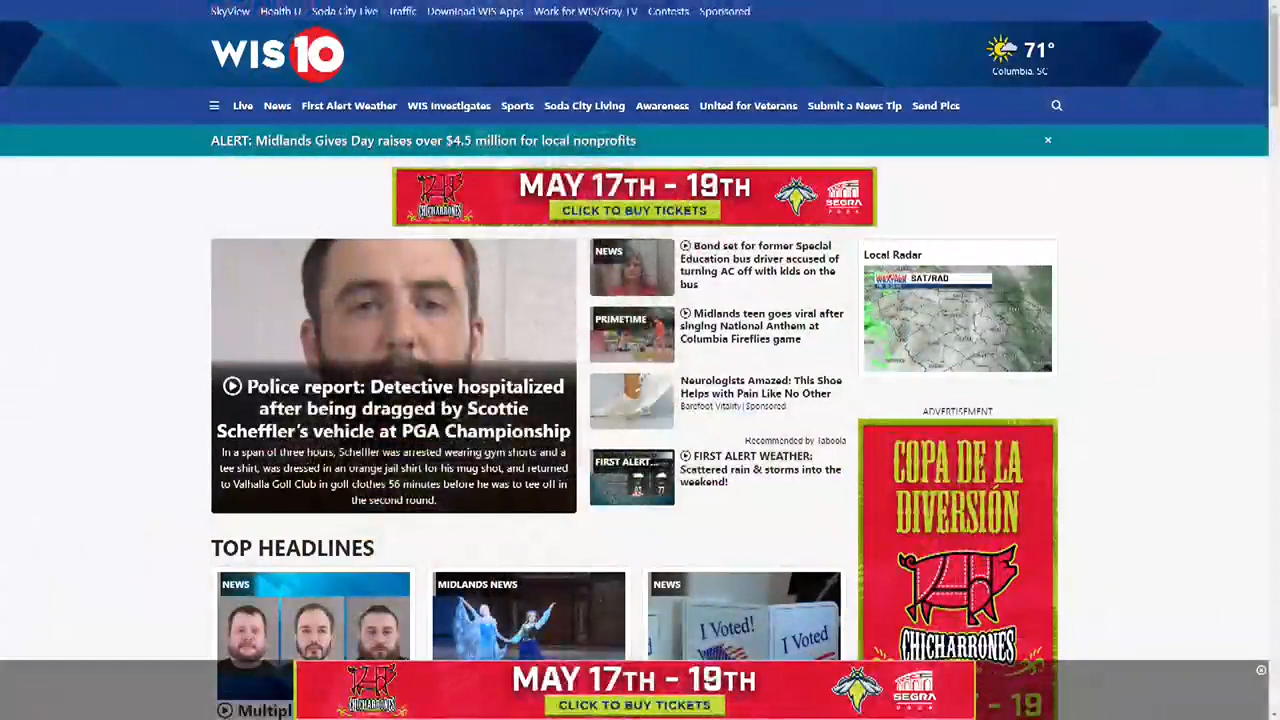 SkyView Health U Soda City Live Traffic Download WIS Apps Work for WIS/Gray TV Contests Sponsored
WIS10
71°
Columbia, SC
Live News First Alert Weather WIS Investigates Sports Soda City Living Awareness United for Veterans Submit a News Tip Send Pics
ALERT: Midlands Gives Day raises over $4.5 million for local nonprofits
×
CHICHARRONES
MAY 17TH - 19TH
CLICK TO BUY TICKETS
SEGRA
PARK
Police report: Detective hospitalized
after being dragged by Scottie
Scheffler's vehicle at PGA Championship
In a span of three hours, Scheffler was arrested wearing gym shorts and a
tee shirt, was dressed in an orange jail shirt for his mug shot, and returned
to Valhalla Golf Club in golf clothes 56 minutes before he was to tee off in
the second round.
NEWS
Bond set for former Special
Education bus driver accused of
turning AC off with kids on the
bus
PRIMETIME
Midlands teen goes viral after
singing National Anthem at
Columbia Fireflies game
Neurologists Amazed: This Shoe
Helps with Pain Like No Other
Barefoot Vitality | Sponsored
Recommended by Taboola
FIRST ALERT...
FIRST ALERT WEATHER:
Scattered rain & storms into the
weekend!
Local Radar
WEATHER SAT/RAD
ADVERTISEMENT
COPA DE LA
DIVERSIÓN
CHICHARRONES
- 19
TOP HEADLINES
NEWS
MIDLANDS NEWS
NEWS
I Voted!
I Voted
Multipl
CHICHARRONES
MAY 17TH - 19TH
CLICK TO BUY TICKETS
SEGRA